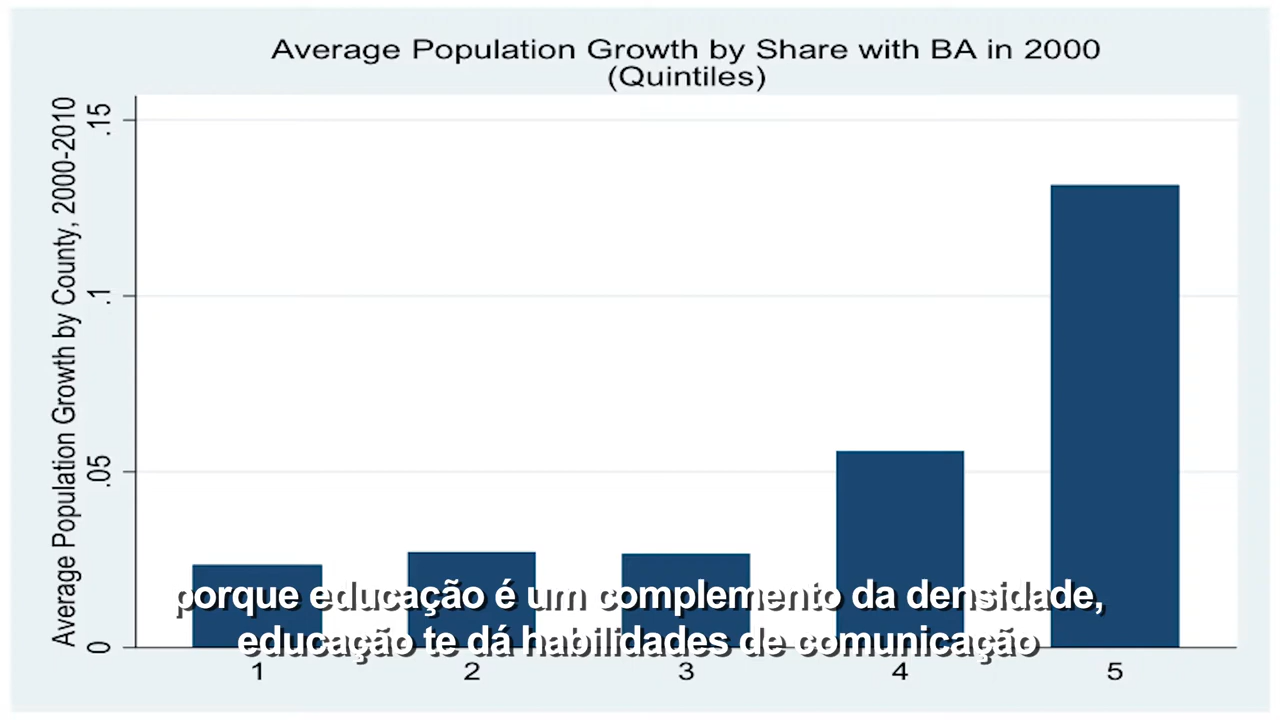 Average Population Growth by Share with BA in 2000
(Quintiles)
Average Population Growth by County, 2000-2010
.15
.1
.05
0
porque educação é um complemento da densidade,
educação te dá habilidades de comunicação
1 2 3 4 5